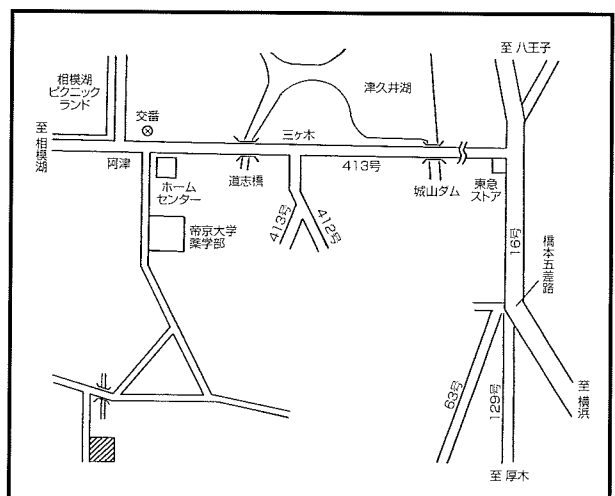 至 八王子
相模湖
ピクニック
ランド
交番
津久井湖
至 相模湖
三ヶ木
阿津
ホーム
センター
道志橋
413号
城山ダム
東急
ストア
帝京大学
薬学部
413号
412号
16号
橋本五差路
63号
129号
至 横浜
至 厚木